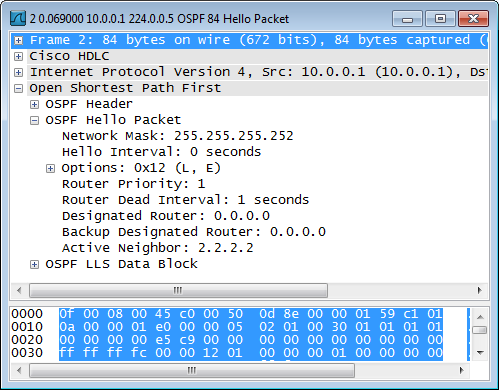 2 0.069000 10.0.0.1 224.0.0.5 OSPF 84 Hello Packet
Frame 2: 84 bytes on wire (672 bits), 84 bytes captured (
Cisco HDLC
Internet Protocol Version 4, Src: 10.0.0.1 (10.0.0.1), Dst
Open Shortest Path First
OSPF Header
OSPF Hello Packet
Network Mask: 255.255.255.252
Hello Interval: 0 seconds
Options: 0x12 (L, E)
Router Priority: 1
Router Dead Interval: 1 seconds
Designated Router: 0.0.0.0
Backup Designated Router: 0.0.0.0
Active Neighbor: 2.2.2.2
OSPF LLS Data Block
0000 0f 00 08 00 45 c0 00 50 0d 8e 00 00 01 59 c1 01
0010 0a 00 00 01 e0 00 00 05 02 01 00 30 01 01 01 01
0020 00 00 00 00 e5 c9 00 00 00 00 00 00 00 00 00 00
0030 ff ff ff fc 00 00 12 01 00 00 00 01 00 00 00 00